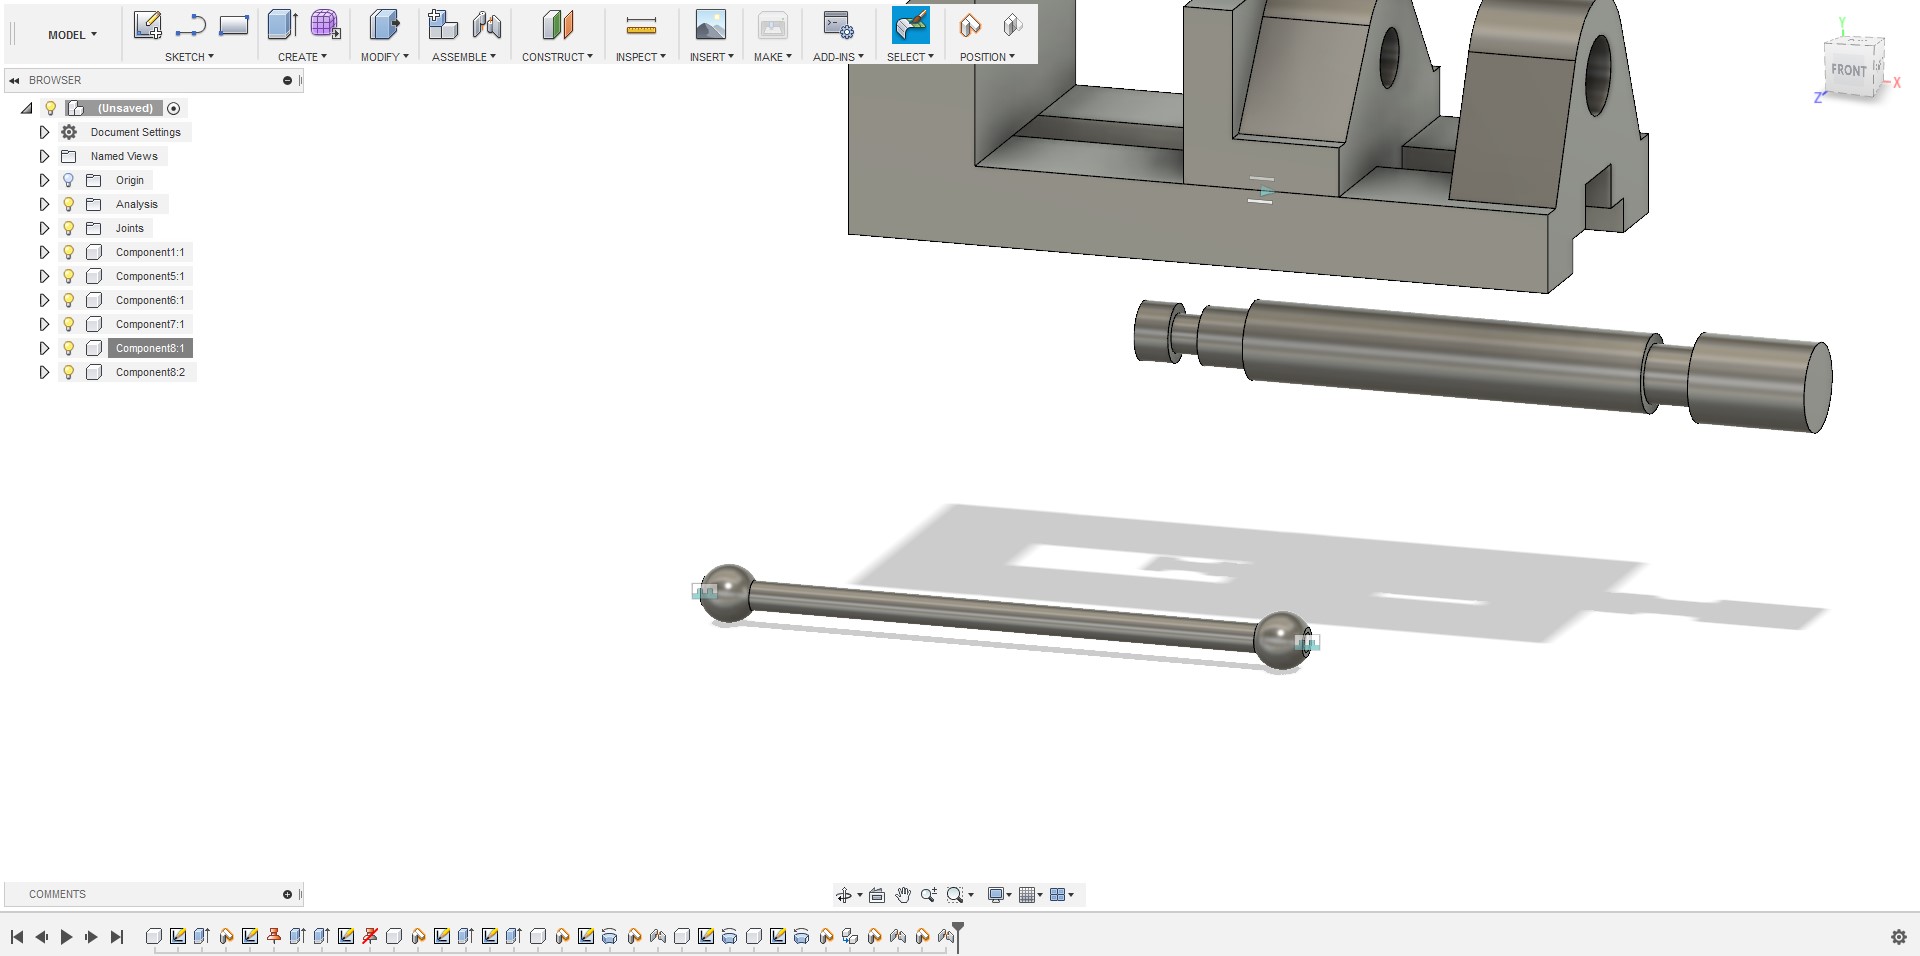 MODEL
SKETCH
CREATE
MODIFY
ASSEMBLE
CONSTRUCT
INSPECT
INSERT
MAKE
ADD-INS
SELECT
POSITION
Y
FRONT
X
Z
BROWSER
(Unsaved)
Document Settings
Named Views
Origin
Analysis
Joints
Component1:1
Component5:1
Component6:1
Component7:1
Component8:1
Component8:2
COMMENTS